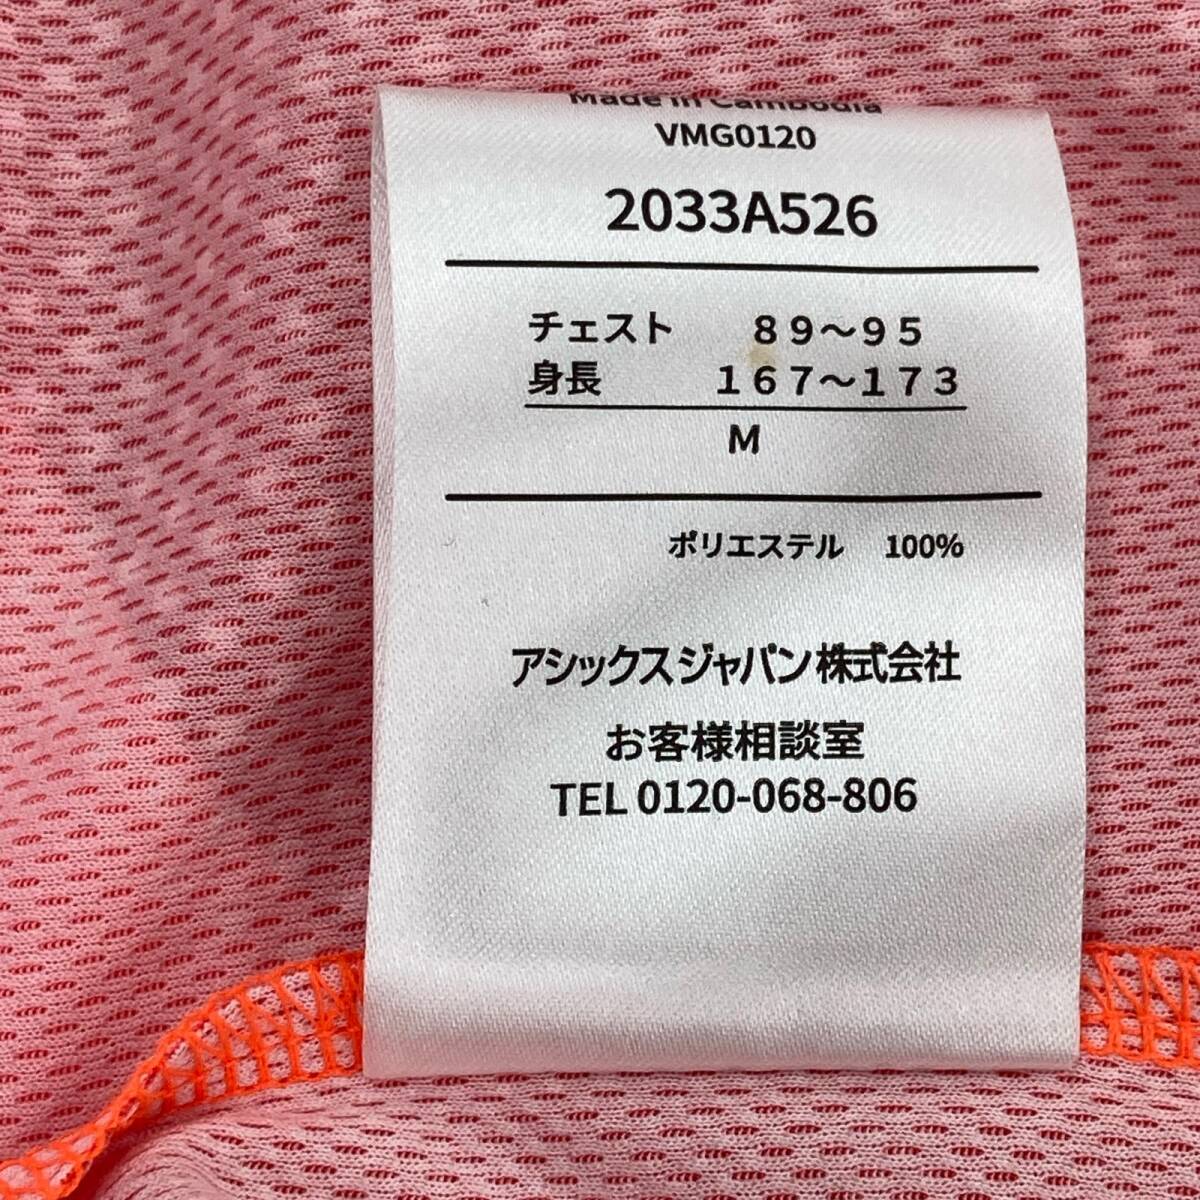 Made in Cambodia
VMG0120
2033A526
チェスト 89〜95
身長 167〜173
M
ポリエステル 100%
アシックスジャパン株式会社
お客様相談室
TEL 0120-068-806